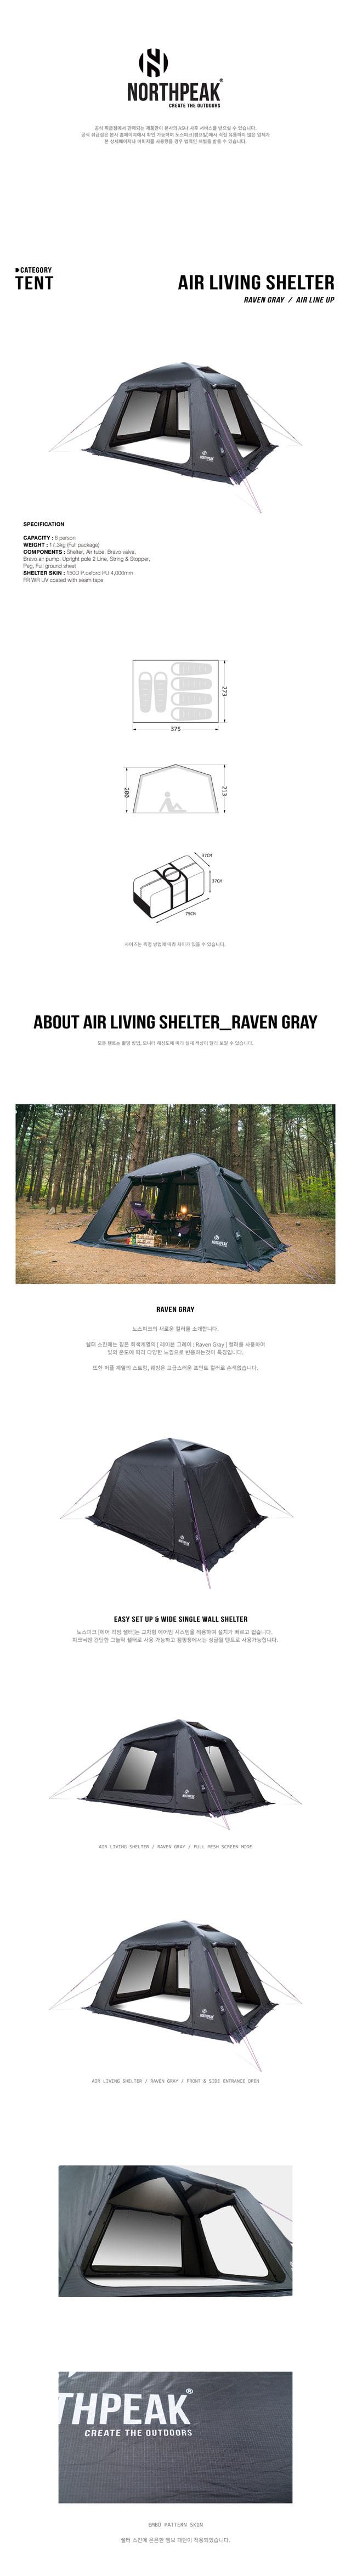 NORTHPEAK®
CREATE THE OUTDOORS
공식 취급점에서 판매되는 제품만이 본사의 AS나 사후 서비스를 받으실 수 있습니다.
공식 취급점은 본사 홈페이지에서 확인 가능하며 노스피크(캠프빌)에서 직접 유통하지 않은 업체가
본 상세페이지나 이미지를 사용했을 경우 법적인 처벌을 받을 수 있습니다.
CATEGORY
TENT
AIR LIVING SHELTER
RAVEN GRAY / AIR LINE UP
NORTHPEAK
SPECIFICATION
CAPACITY : 6 person
WEIGHT : 17.3kg (Full package)
COMPONENTS : Shelter, Air tube, Bravo valve,
Bravo air pump, Upright pole 2 Line, String & Stopper,
Peg, Full ground sheet
SHELTER SKIN : 150D P.oxford PU 4,000mm
FR WR UV coated with seam tape
273
375
200
213
37CM
37CM
75CM
사이즈는 측정 방법에 따라 차이가 있을 수 있습니다.
ABOUT AIR LIVING SHELTER_RAVEN GRAY
모든 텐트는 촬영 방법, 모니터 해상도에 따라 실제 색상이 달라 보일 수 있습니다.
NORTHPEAK
RAVEN GRAY
노스피크의 새로운 컬러를 소개합니다.
쉘터 스킨에는 짙은 회색계열의 [ 레이븐 그레이 : Raven Gray ] 컬러를 사용하여
빛의 온도에 따라 다양한 느낌으로 반응하는것이 특징입니다.
또한 퍼플 계열의 스트링, 웨빙은 고급스러운 포인트 컬러로 손색없습니다.
NORTHPEAK
EASY SET UP & WIDE SINGLE WALL SHELTER
노스피크 [에어 리빙 쉘터]는 교차형 에어빔 시스템을 적용하여 설치가 빠르고 쉽습니다.
피크닉엔 간단한 그늘막 쉘터로 사용 가능하고 캠핑장에서는 싱글월 텐트로 사용가능합니다.
NORTHPEAK
AIR LIVING SHELTER / RAVEN GRAY / FULL MESH SCREEN MODE
NORTHPEAK
AIR LIVING SHELTER / RAVEN GRAY / FRONT & SIDE ENTRANCE OPEN
THPEAK®
CREATE THE OUTDOORS
EMBO PATTERN SKIN
쉘터 스킨에 은은한 엠보 패턴이 적용되었습니다.